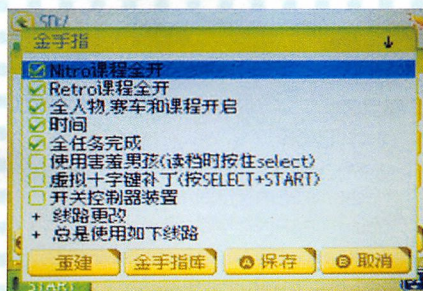 金手指
Nitro课程全开
Retro课程全开
全人物,赛车和课程开启
时间
全任务完成
使用害羞男孩(读档时按住select)
虚拟十字键补丁(按SELECT+START)
开关控制器装置
+ 线路更改
+ 总是使用如下线路
重建 金手指库 A保存 B取消
START